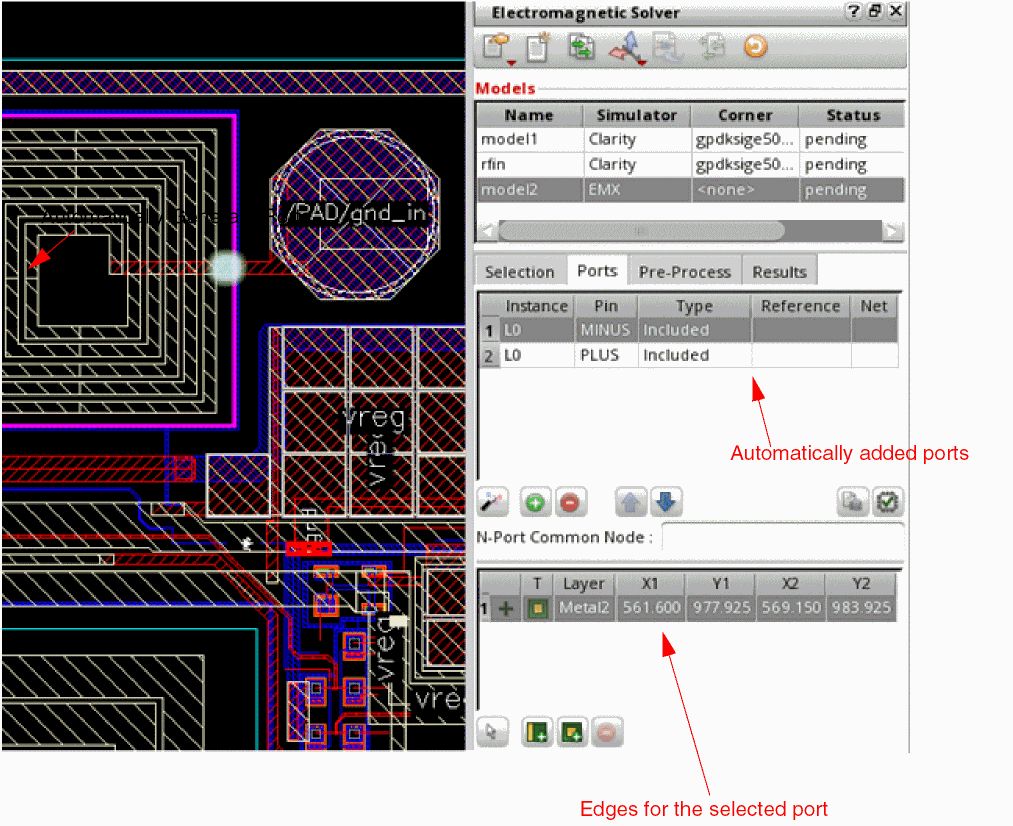 Electromagnetic Solver
Models
Name Simulator Corner Status
model1 Clarity gpdksige50... pending
rfin Clarity gpdksige50... pending
model2 EMX <none> pending
/PAD/gnd_in
Selection Ports Pre-Process Results
Instance Pin Type Reference Net
1 L0 MINUS Included
2 L0 PLUS Included
vreg
vreg
Automatically added ports
N-Port Common Node :
T Layer X1 Y1 X2 Y2
1 Metal2 561.600 977.925 569.150 983.925
vreg
Edges for the selected port